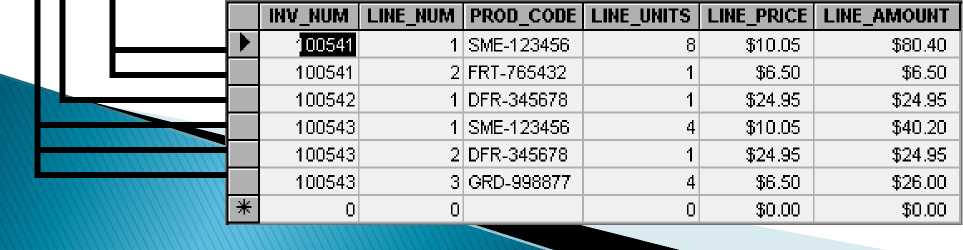 INV_NUM LINE_NUM PROD_CODE LINE_UNITS LINE_PRICE LINE_AMOUNT
100541 1 SME-123456 8 $10.05 $80.40
100541 2 FRT-765432 1 $6.50 $6.50
100542 1 DFR-345678 1 $24.95 $24.95
100543 1 SME-123456 4 $10.05 $40.20
100543 2 DFR-345678 1 $24.95 $24.95
100543 3 GRD-998877 4 $6.50 $26.00
0 0 0 $0.00 $0.00